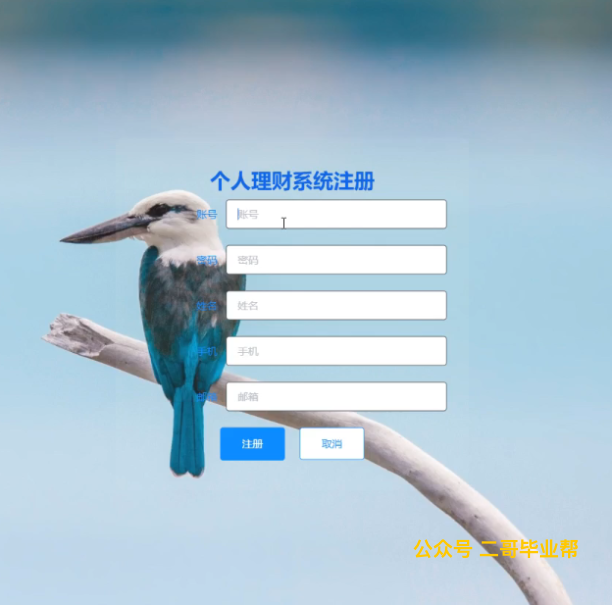 个人理财系统注册
账号 账号
密码 密码
姓名 姓名
手机 手机
邮箱 邮箱
注册 取消
公众号 二哥毕业帮